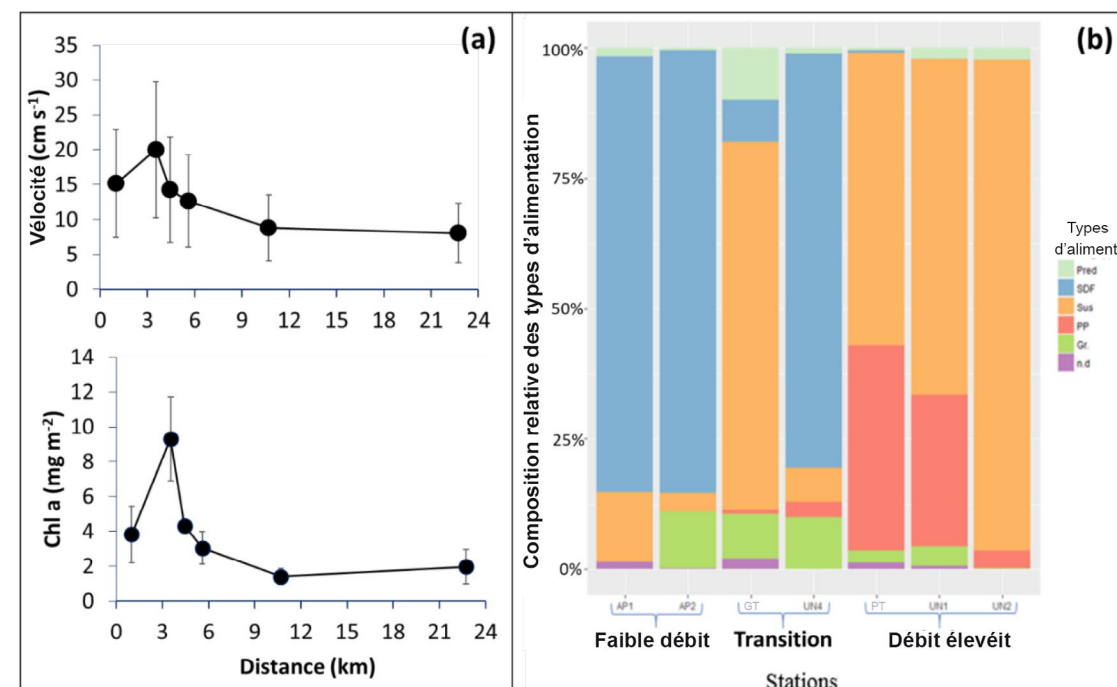 (a)
Vélocité (cm s⁻¹)
35
30
25
20
15
10
5
0
0 3 6 9 12 15 18 21 24
Chl a (mg m⁻²)
14
12
10
8
6
4
2
0
0 3 6 9 12 15 18 21 24
Distance (km)
(b)
Composition relative des types d'alimentation
100%
75%
50%
25%
0%
AP1 AP2 GT UN4 PT UN1 UN2
Faible débit Transition Débit élevéit
Stations
Types
d'aliment
Pred
SDF
Sus
PP
Gr.
n.d